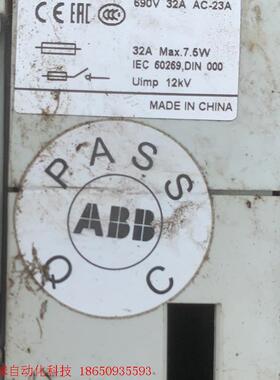 690V 32A AC-23A
CE EAC CCC
32A Max.7.5W
IEC 60269,DIN 000
Uimp 12kV
MADE IN CHINA
PASS
ABB
QC
自动化科技 18650935593